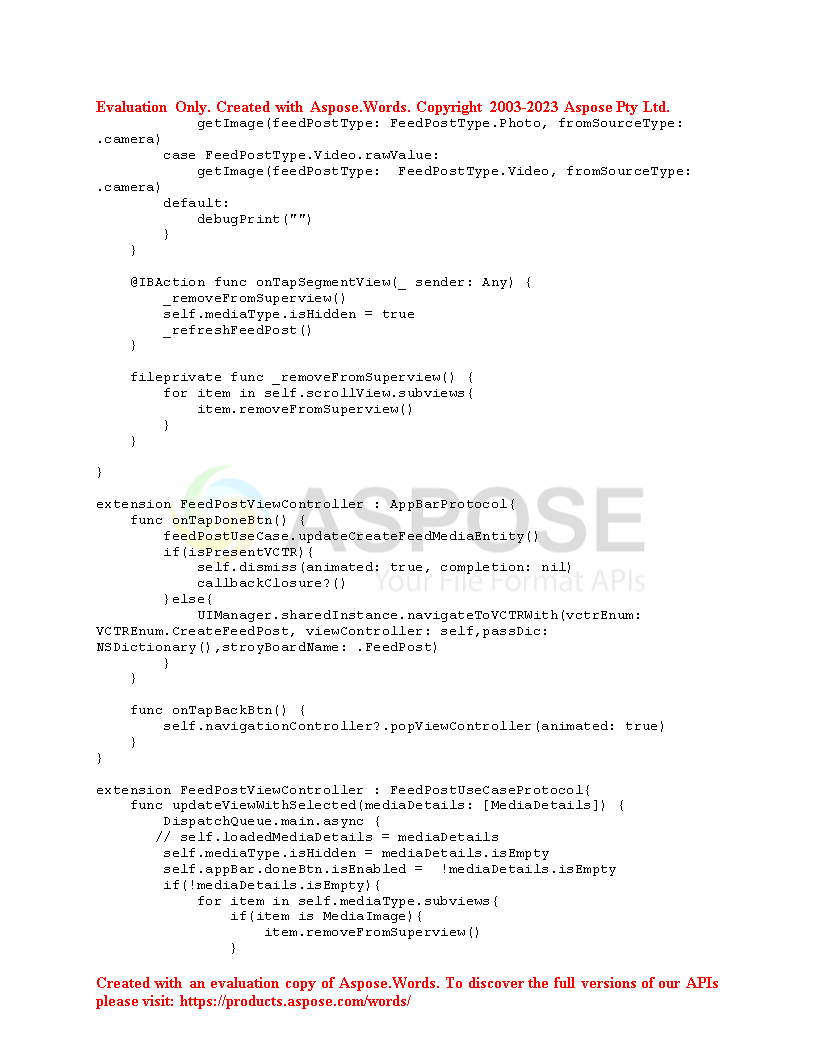 Evaluation Only. Created with Aspose.Words. Copyright 2003-2023 Aspose Pty Ltd.
            getImage(feedPostType: FeedPostType.Photo, fromSourceType:
.camera)
        case FeedPostType.Video.rawValue:
            getImage(feedPostType:  FeedPostType.Video, fromSourceType:
.camera)
        default:
            debugPrint("")
        }
    }

    @IBAction func onTapSegmentView(_ sender: Any) {
        _removeFromSuperview()
        self.mediaType.isHidden = true
        _refreshFeedPost()
    }

    fileprivate func _removeFromSuperview() {
        for item in self.scrollView.subviews{
            item.removeFromSuperview()
        }
    }

}

extension FeedPostViewController : AppBarProtocol{
    func onTapDoneBtn() {
        feedPostUseCase.updateCreateFeedMediaEntity()
        if(isPresentVCTR){
            self.dismiss(animated: true, completion: nil)
            callbackClosure?()
        }else{
            UIManager.sharedInstance.navigateToVCTRWith(vctrEnum:
VCTREnum.CreateFeedPost, viewController: self,passDic:
NSDictionary(),stroyBoardName: .FeedPost)
        }
    }

    func onTapBackBtn() {
        self.navigationController?.popViewController(animated: true)
    }
}

extension FeedPostViewController : FeedPostUseCaseProtocol{
    func updateViewWithSelected(mediaDetails: [MediaDetails]) {
        DispatchQueue.main.async {
       // self.loadedMediaDetails = mediaDetails
        self.mediaType.isHidden = mediaDetails.isEmpty
        self.appBar.doneBtn.isEnabled =  !mediaDetails.isEmpty
        if(!mediaDetails.isEmpty){
            for item in self.mediaType.subviews{
                if(item is MediaImage){
                    item.removeFromSuperview()
                }
ASPOSE
Your File Format APIs
Created with an evaluation copy of Aspose.Words. To discover the full versions of our APIs
please visit: https://products.aspose.com/words/